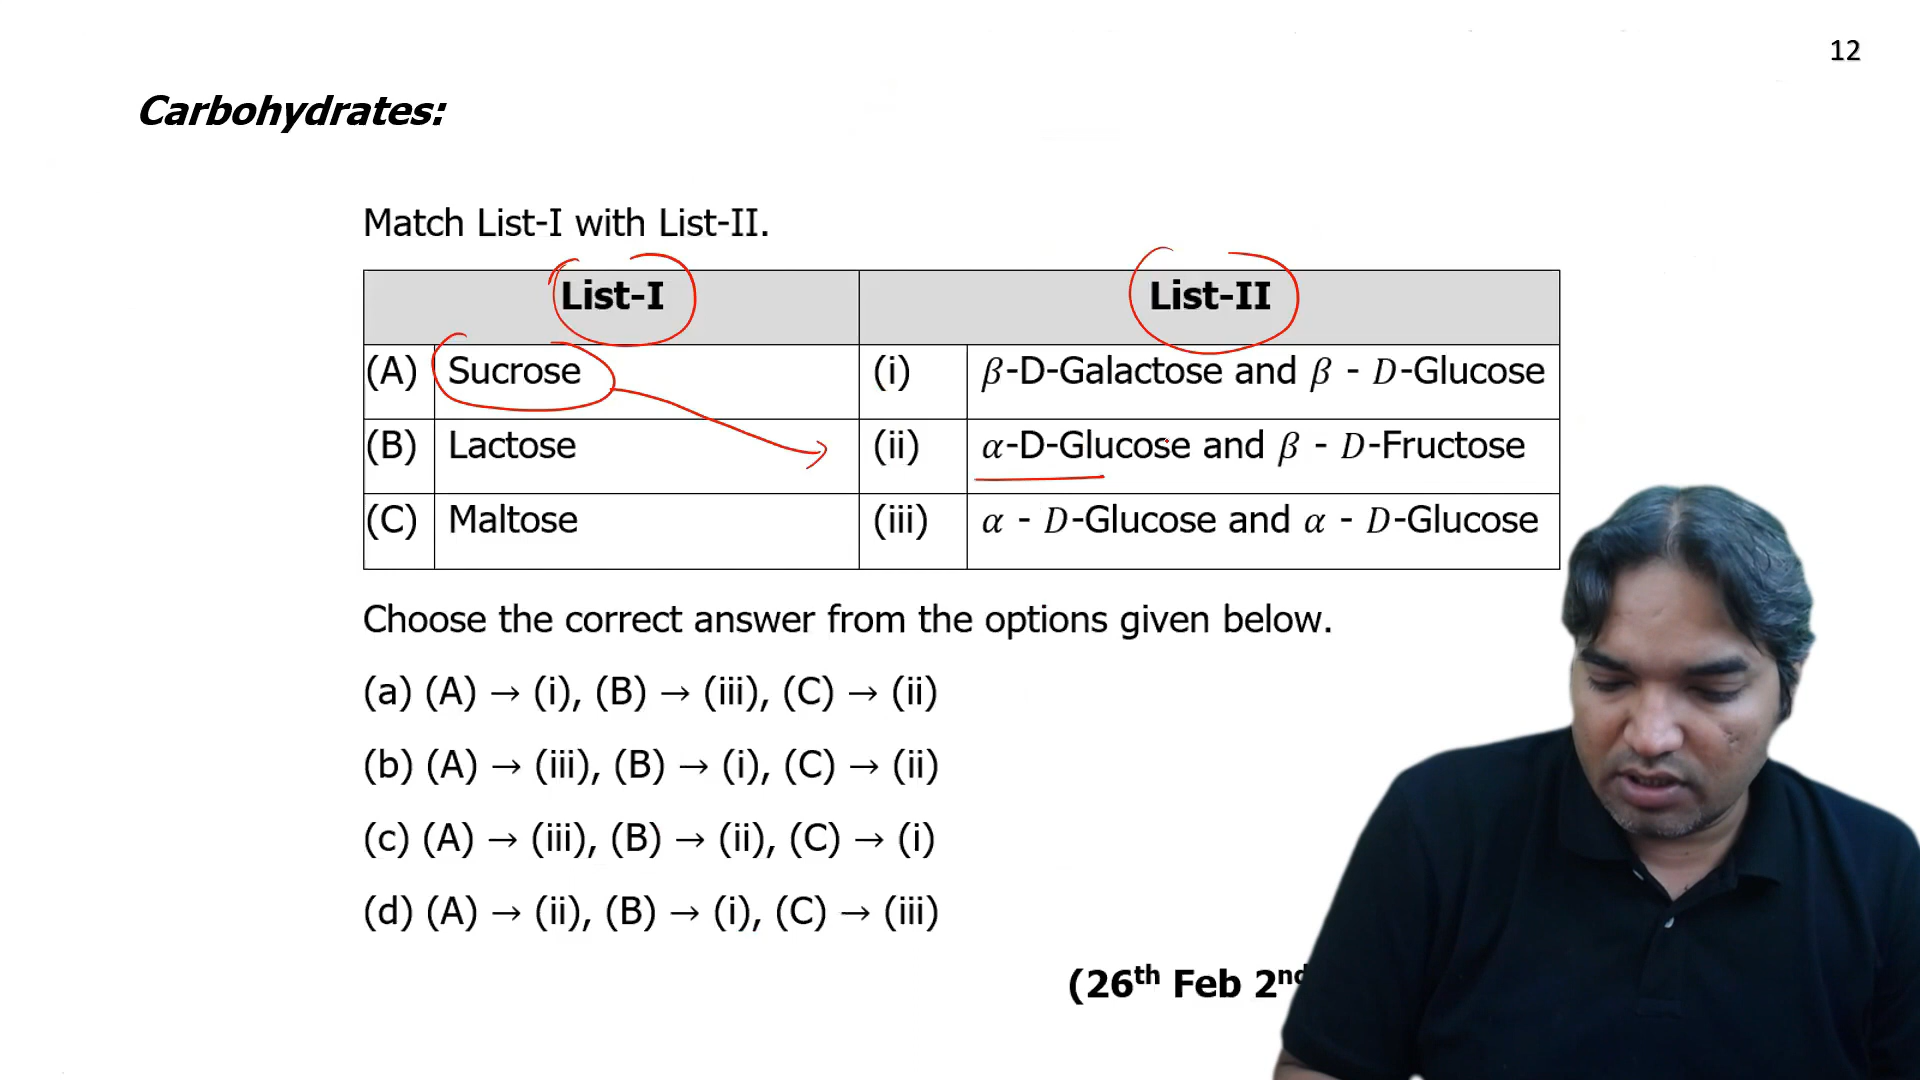 12
Carbohydrates:
Match List-I with List-II.
List-I List-II
(A) Sucrose (i) β-D-Galactose and β - D-Glucose
(B) Lactose (ii) α-D-Glucose and β - D-Fructose
(C) Maltose (iii) α - D-Glucose and α - D-Glucose
Choose the correct answer from the options given below.
(a) (A) → (i), (B) → (iii), (C) → (ii)
(b) (A) → (iii), (B) → (i), (C) → (ii)
(c) (A) → (iii), (B) → (ii), (C) → (i)
(d) (A) → (ii), (B) → (i), (C) → (iii)
(26th Feb 2nd